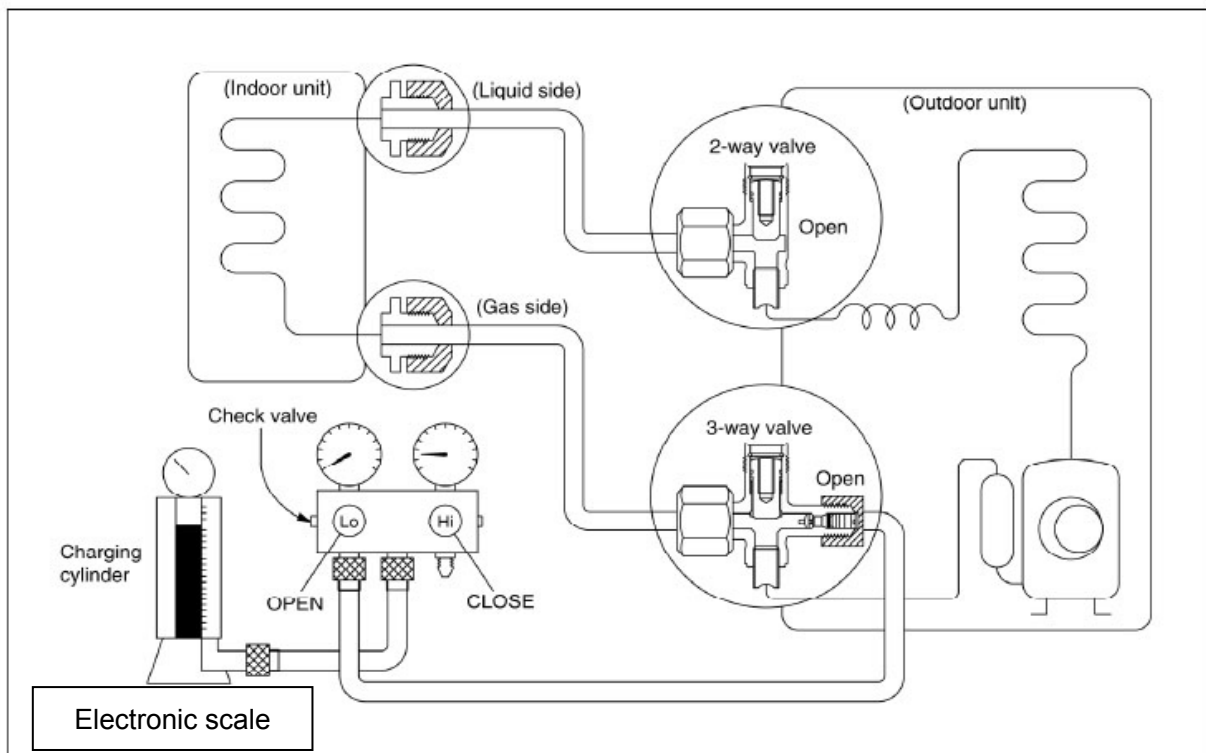 (Indoor unit)
(Liquid side)
(Outdoor unit)
2-way valve
Open
(Gas side)
Check valve
3-way valve
Open
Lo
Hi
Charging
cylinder
OPEN
CLOSE
Electronic scale